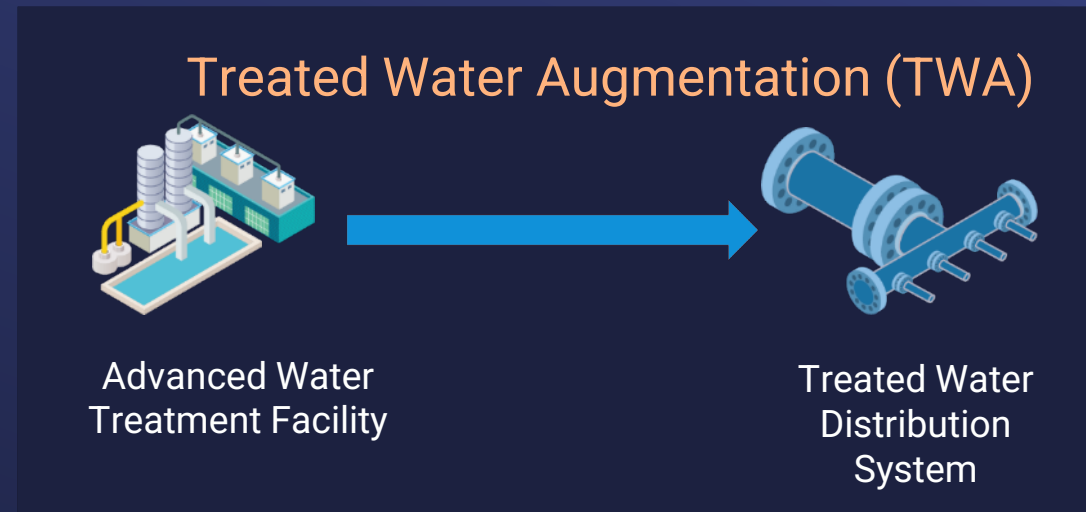 Treated Water Augmentation (TWA)
Advanced Water
Treatment Facility
Treated Water
Distribution
System